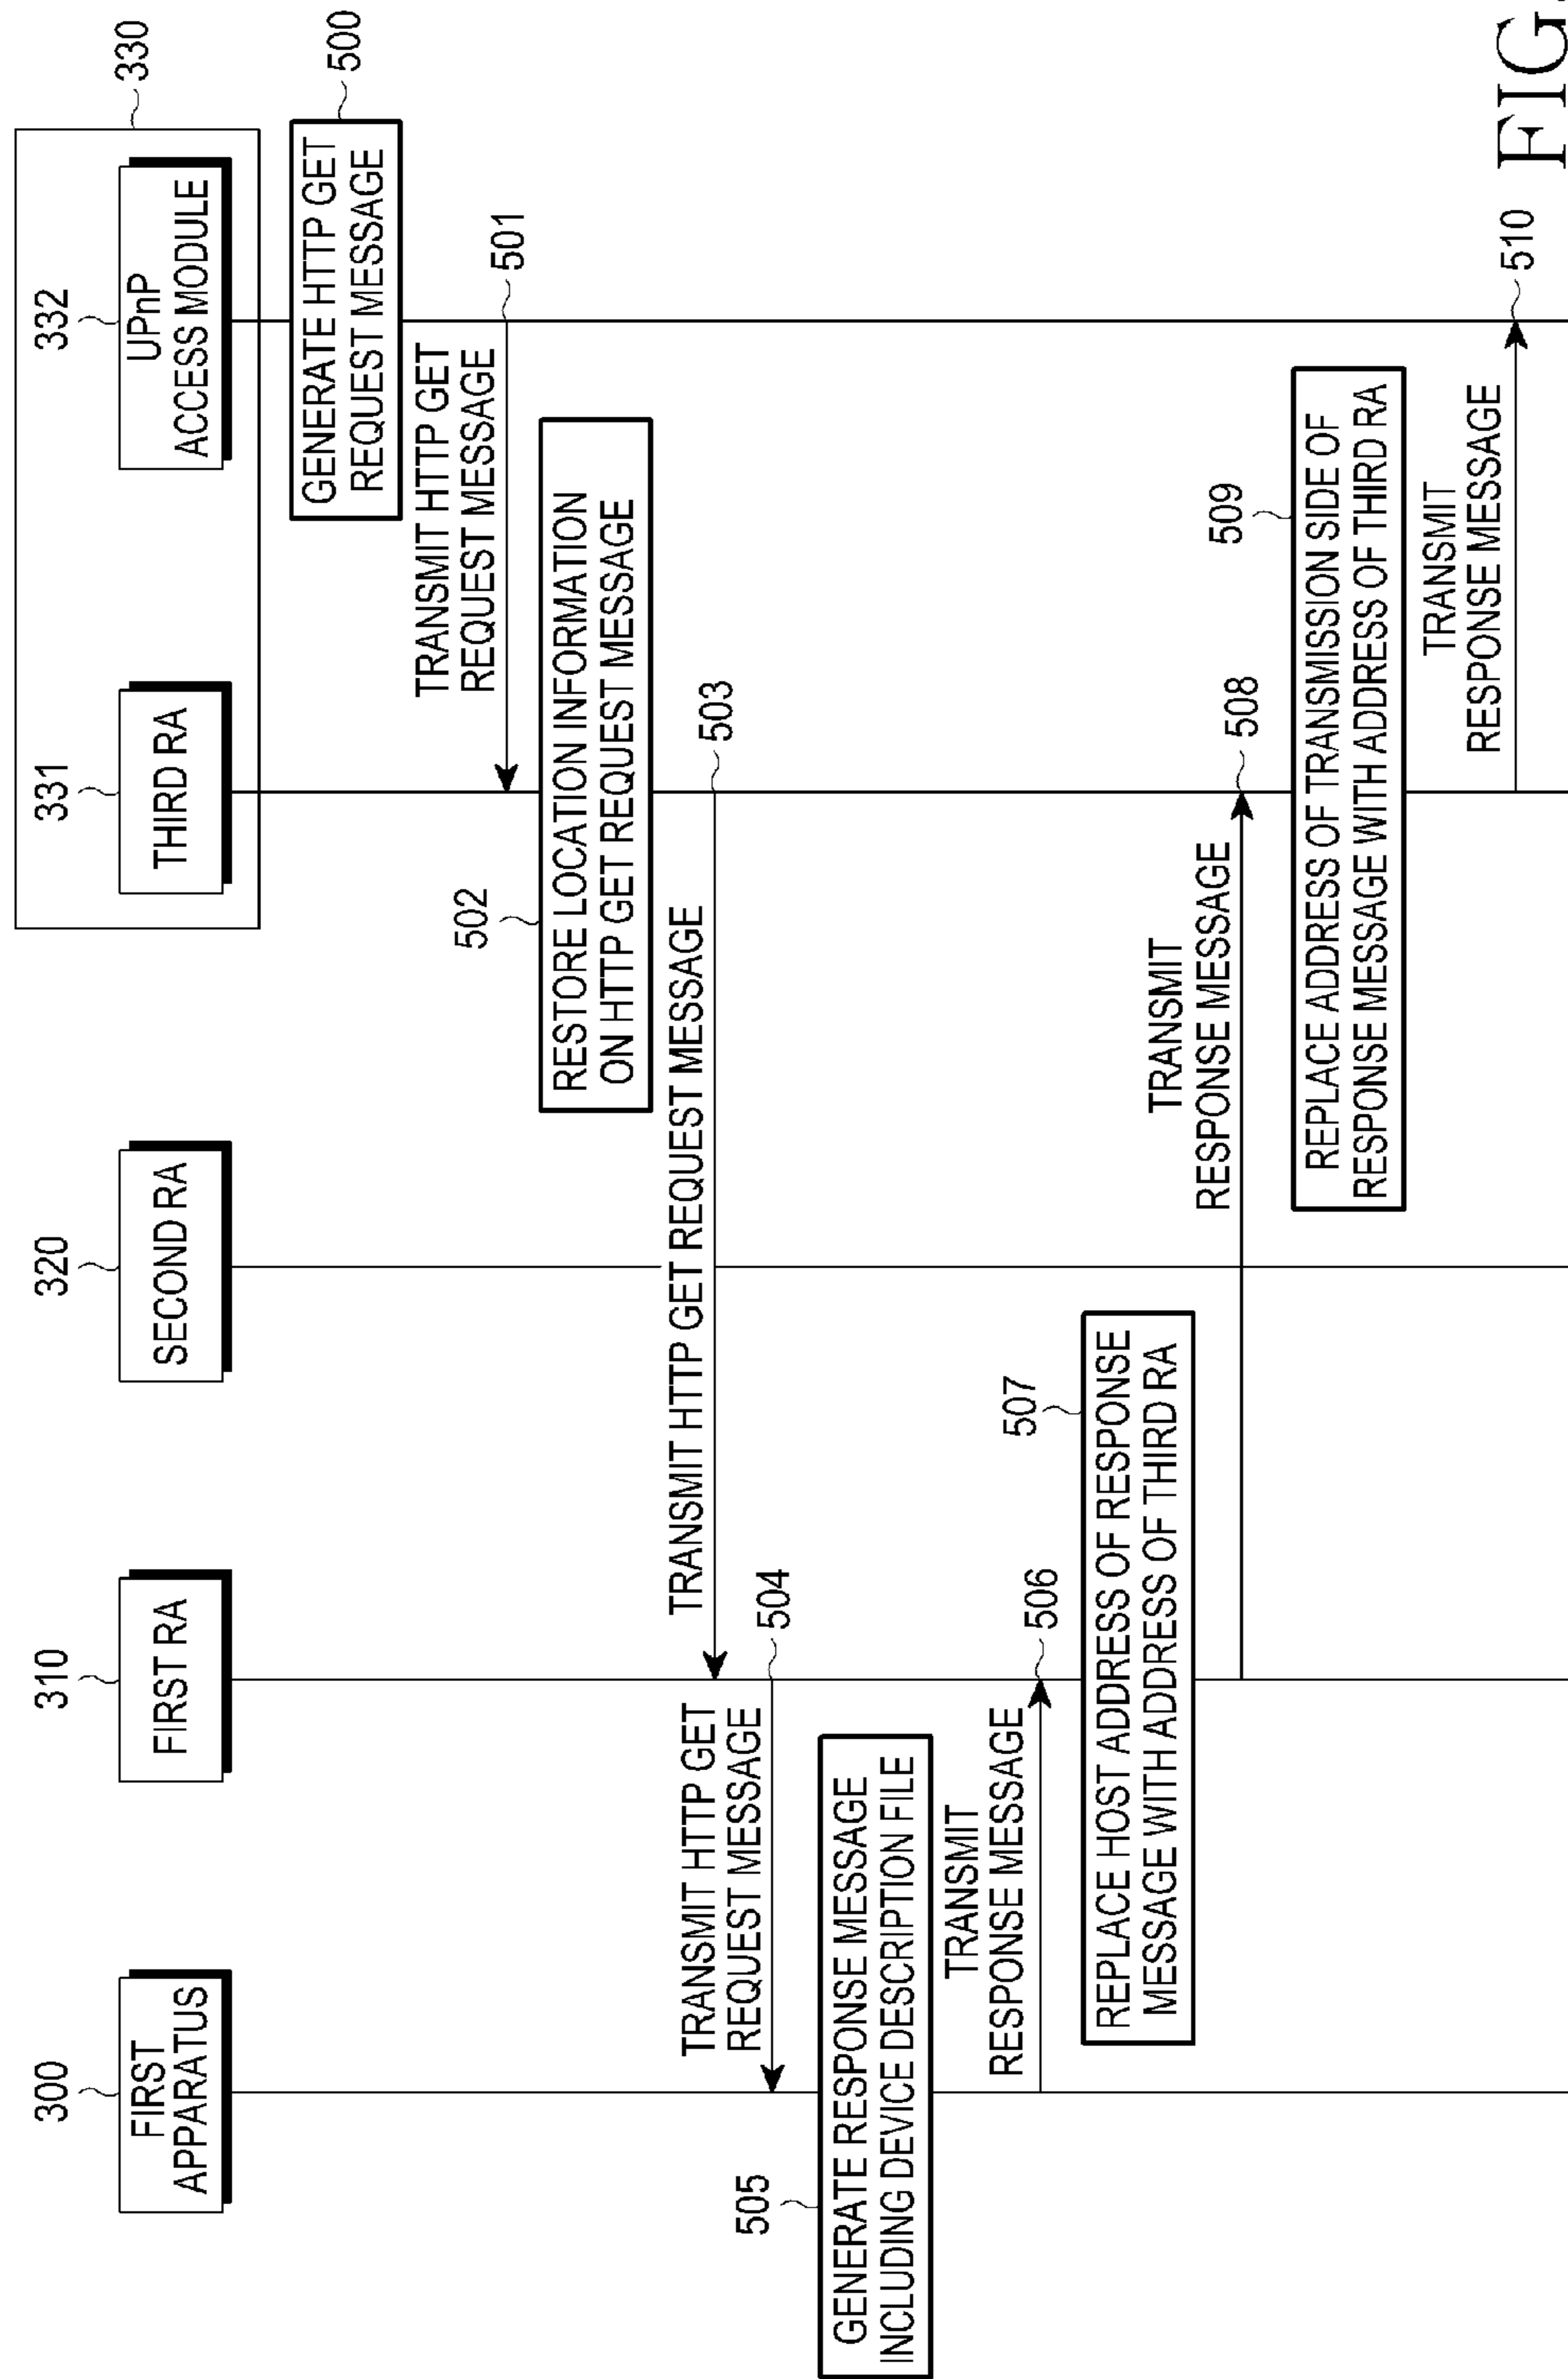 300
FIRST
APPARATUS
310
FIRST RA
320
SECOND RA
331
THIRD RA
332
UPnP
ACCESS MODULE
330
GENERATE HTTP GET
REQUEST MESSAGE
500
TRANSMIT HTTP GET
REQUEST MESSAGE
501
502
RESTORE LOCATION INFORMATION
ON HTTP GET REQUEST MESSAGE
TRANSMIT HTTP GET REQUEST MESSAGE
503
TRANSMIT HTTP GET
REQUEST MESSAGE
504
505
GENERATE RESPONSE MESSAGE
INCLUDING DEVICE DESCRIPTION FILE
TRANSMIT
RESPONSE MESSAGE
506
507
REPLACE HOST ADDRESS OF RESPONSE
MESSAGE WITH ADDRESS OF THIRD RA
TRANSMIT
RESPONSE MESSAGE
508
509
REPLACE ADDRESS OF TRANSMISSION SIDE OF
RESPONSE MESSAGE WITH ADDRESS OF THIRD RA
TRANSMIT
RESPONSE MESSAGE
510
FIG.